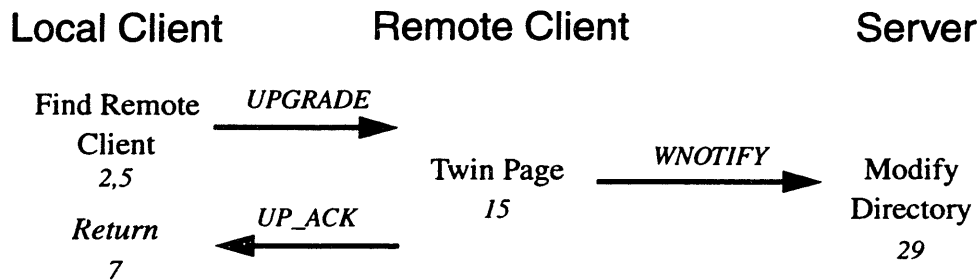 Local Client Remote Client Server
Find Remote
Client
2,5
UPGRADE
Twin Page
15
WNOTIFY
Modify
Directory
29
Return
7
UP_ACK